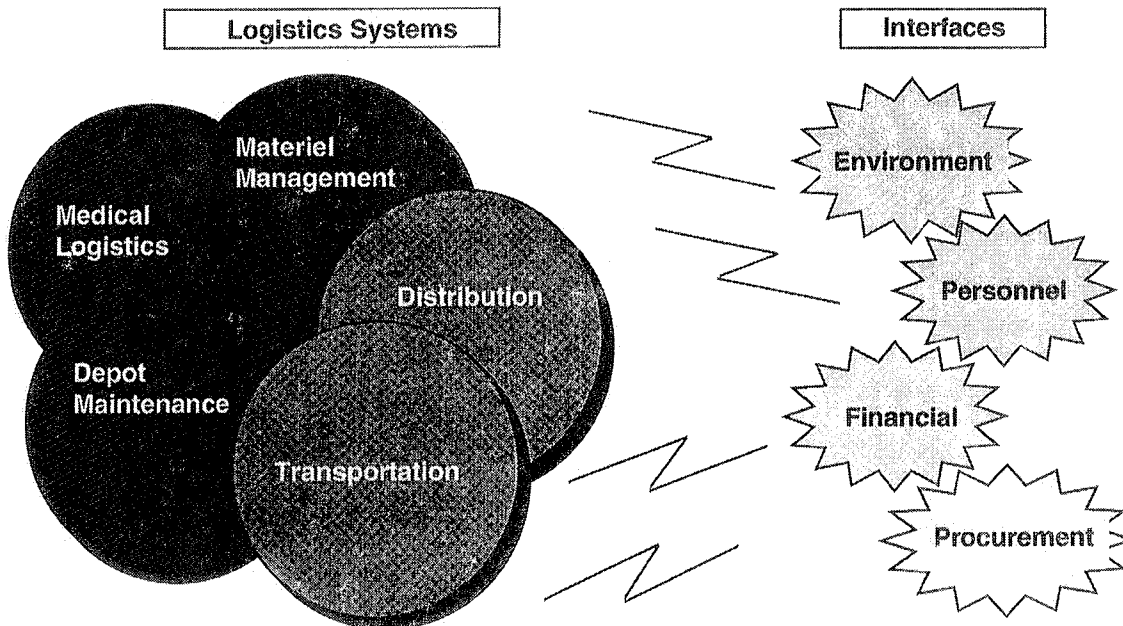 Logistics Systems
Interfaces
Materiel
Management
Medical
Logistics
Distribution
Depot
Maintenance
Transportation
Environment
Personnel
Financial
Procurement